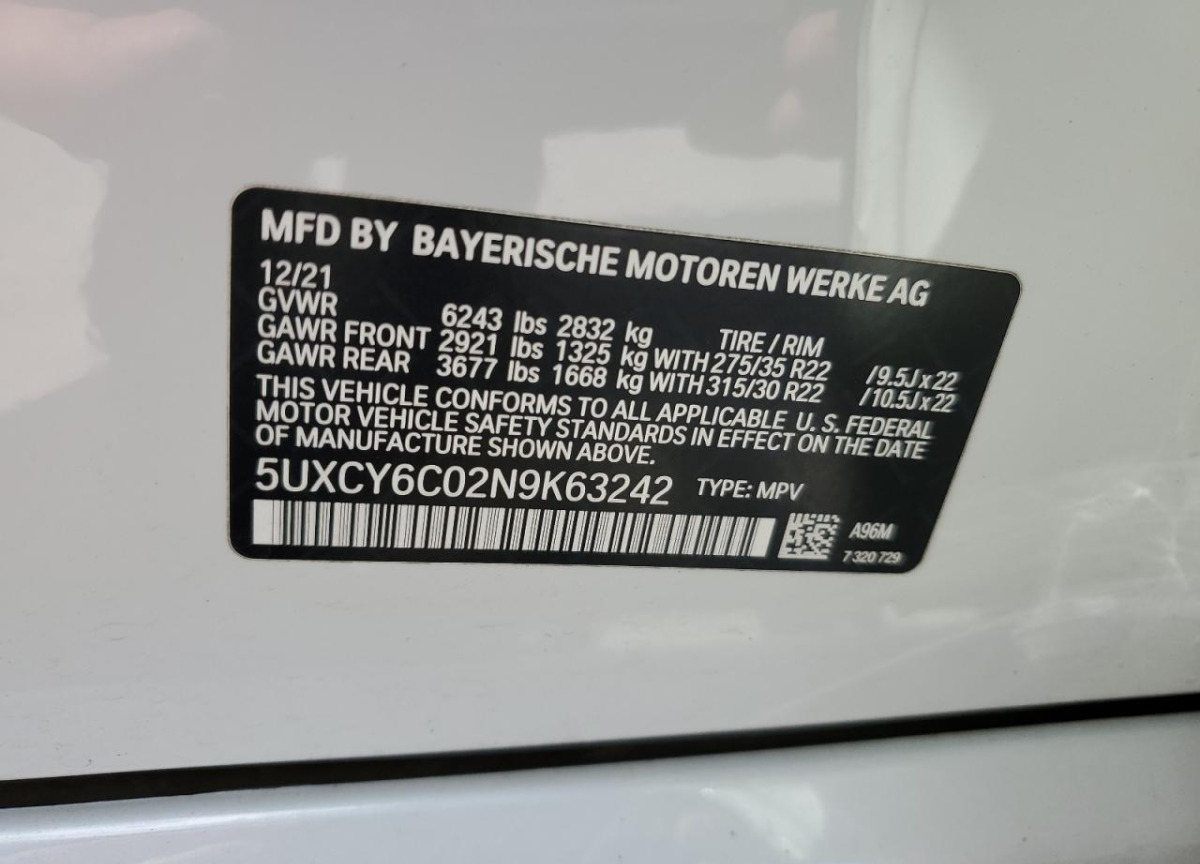 MFD BY BAYERISCHE MOTOREN WERKE AG
12/21
GVWR 6243 lbs 2832 kg TIRE / RIM
GAWR FRONT 2921 lbs 1325 kg WITH 275/35 R22 /9.5J x 22
GAWR REAR 3677 lbs 1668 kg WITH 315/30 R22 /10.5J x 22
THIS VEHICLE CONFORMS TO ALL APPLICABLE U. S. FEDERAL
MOTOR VEHICLE SAFETY STANDARDS IN EFFECT ON THE DATE
OF MANUFACTURE SHOWN ABOVE.
5UXCY6C02N9K63242 TYPE: MPV
A96M
7 320 729